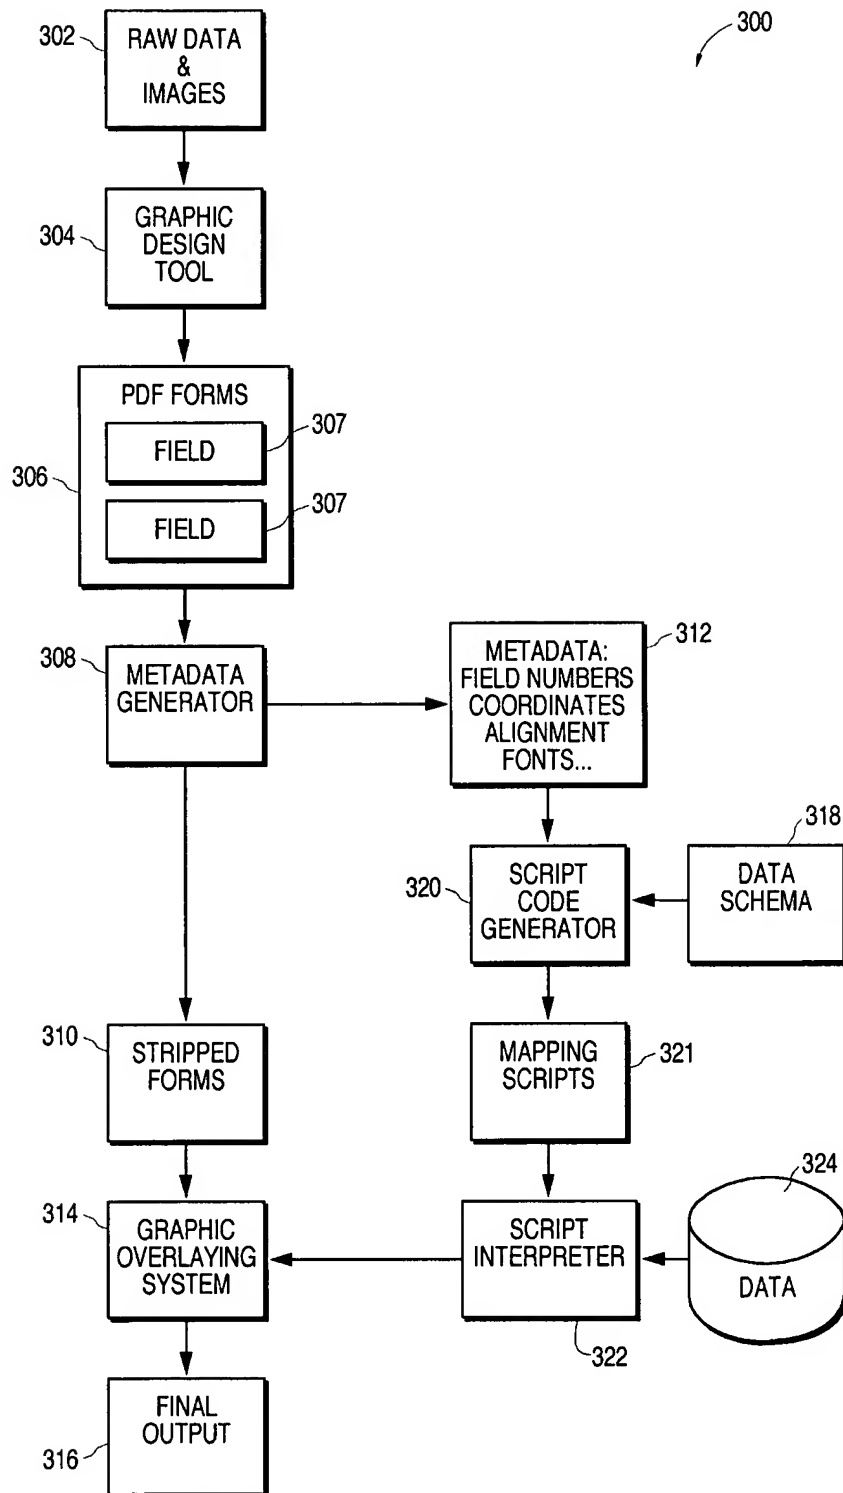 302
RAW DATA
&
IMAGES
300
304
GRAPHIC
DESIGN
TOOL
306
PDF FORMS
FIELD
307
FIELD
307
308
METADATA
GENERATOR
312
METADATA:
FIELD NUMBERS
COORDINATES
ALIGNMENT
FONTS...
320
SCRIPT
CODE
GENERATOR
318
DATA
SCHEMA
310
STRIPPED
FORMS
MAPPING
SCRIPTS
321
314
GRAPHIC
OVERLAYING
SYSTEM
SCRIPT
INTERPRETER
322
324
DATA
316
FINAL
OUTPUT